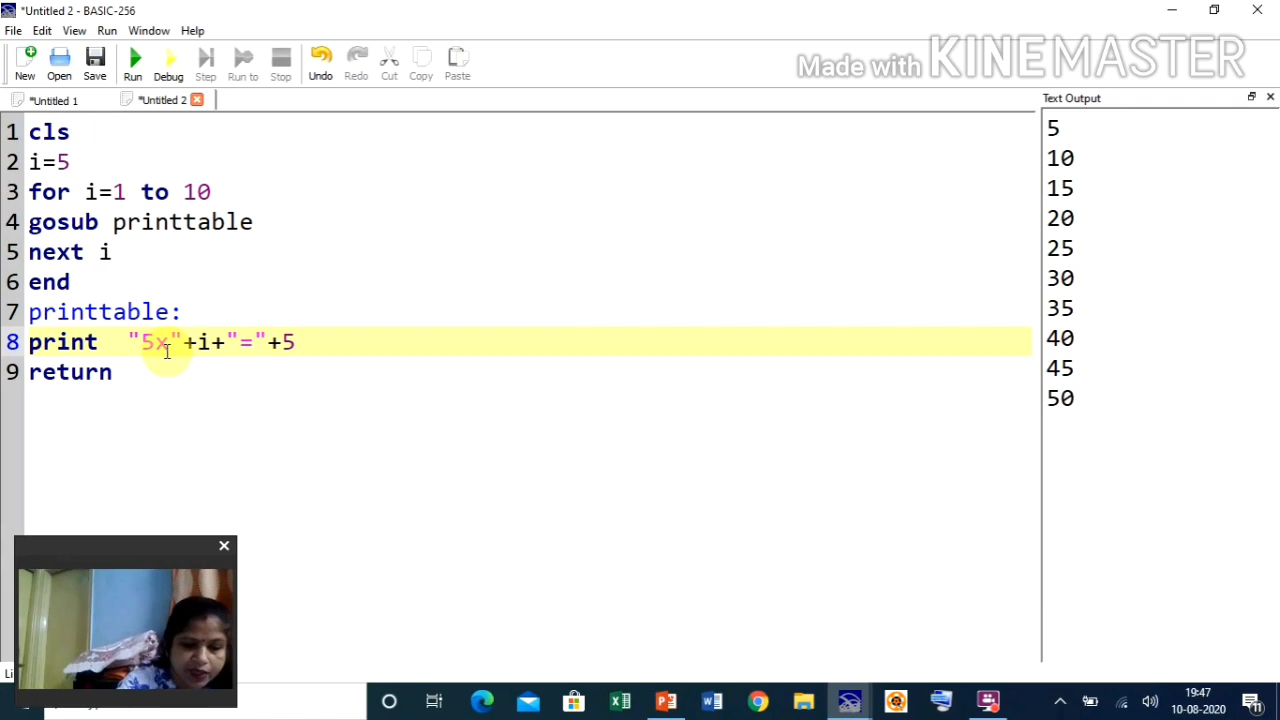 *Untitled 2 - BASIC-256
File Edit View Run Window Help
New Open Save Run Debug Step Run to Stop Undo Redo Cut Copy Paste
Made with KINEMASTER
*Untitled 1 *Untitled 2
Text Output
1 cls
2 i=5
3 for i=1 to 10
4 gosub printtable
5 next i
6 end
7 printtable:
8 print "5x"+i+"="+5
9 return
5
10
15
20
25
30
35
40
45
50
Li
19:47
10-08-2020
11